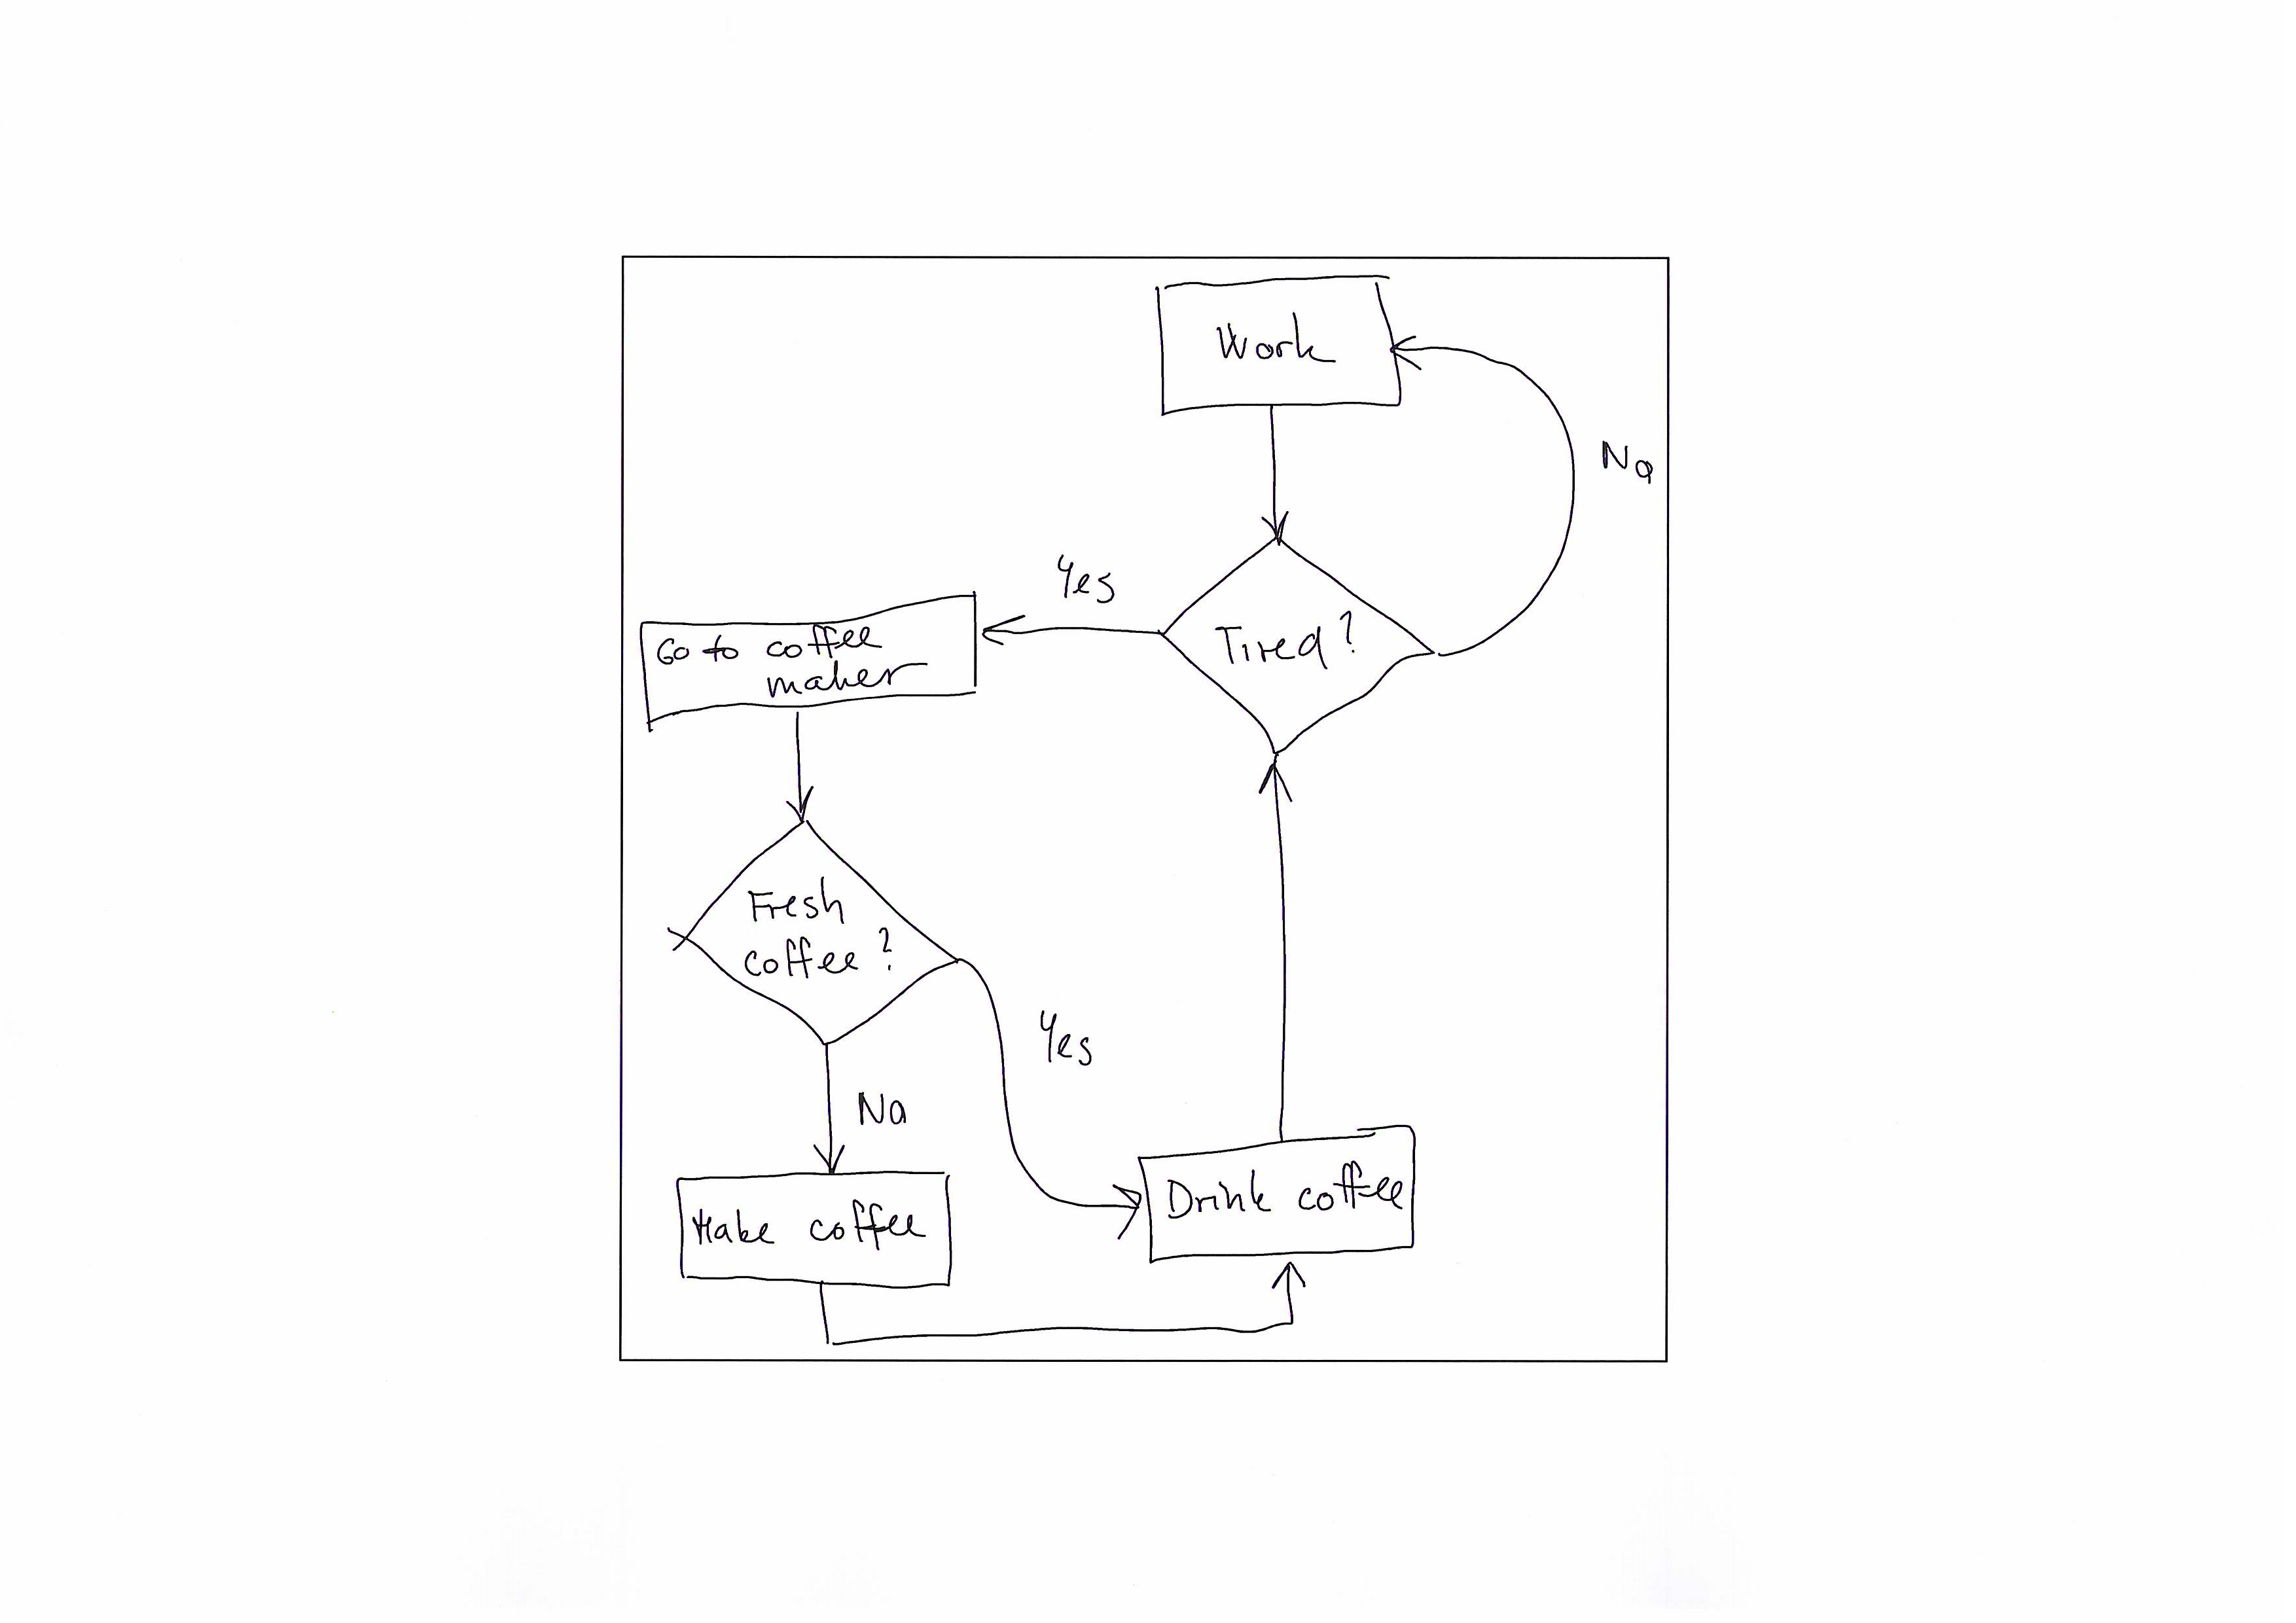 Work
No
Yes
Tired?
Go to coffee
maker
Fresh
coffee?
Yes
No
Make coffee
Drink coffee